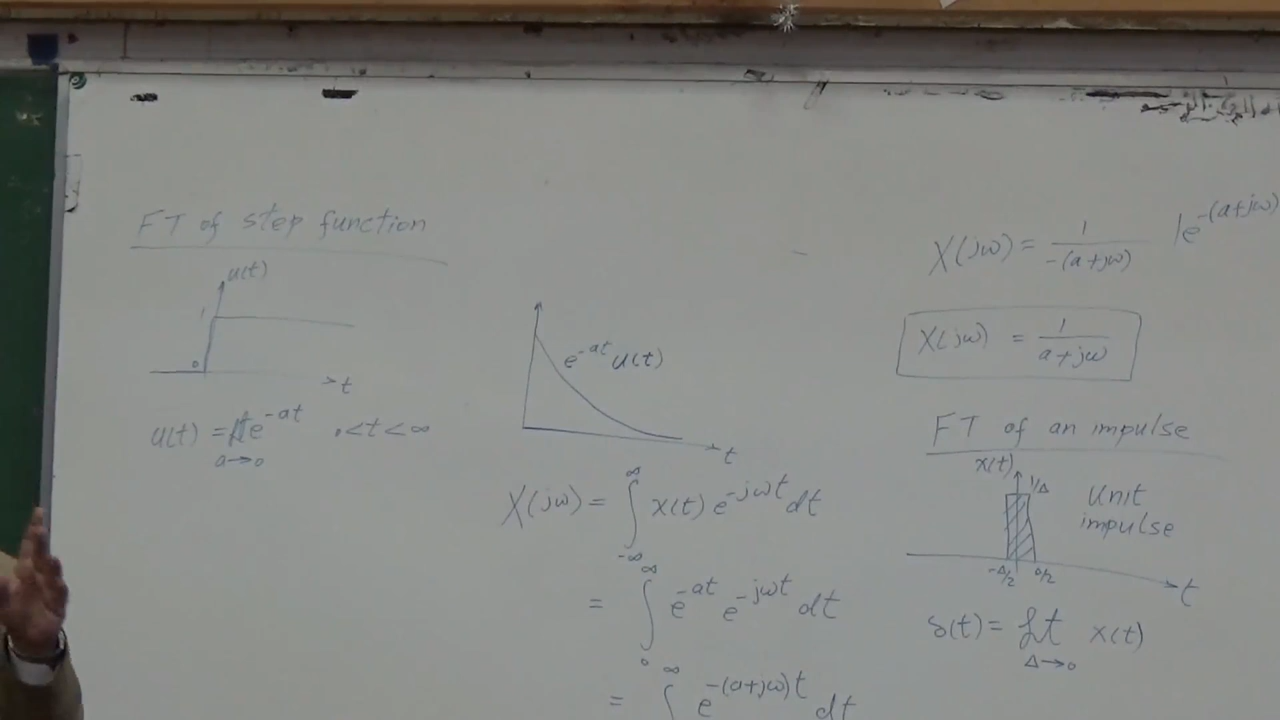 FT of step function
u(t)
1
0
t
u(t) = lt e^-at 0<t<∞
a→0
e^-at u(t)
t
X(jω) = ∫_-∞^∞ x(t) e^-jωt dt
= ∫_0^∞ e^-at e^-jωt dt
= ∫^∞ e^-(a+jω)t dt
X(jω) = 1/-(a+jω) |e^-(a+jω)
X(jω) = 1/a+jω
FT of an impulse
x(t)
1/Δ
Unit
impulse
-Δ/2 Δ/2
t
δ(t) = lt x(t)
Δ→0